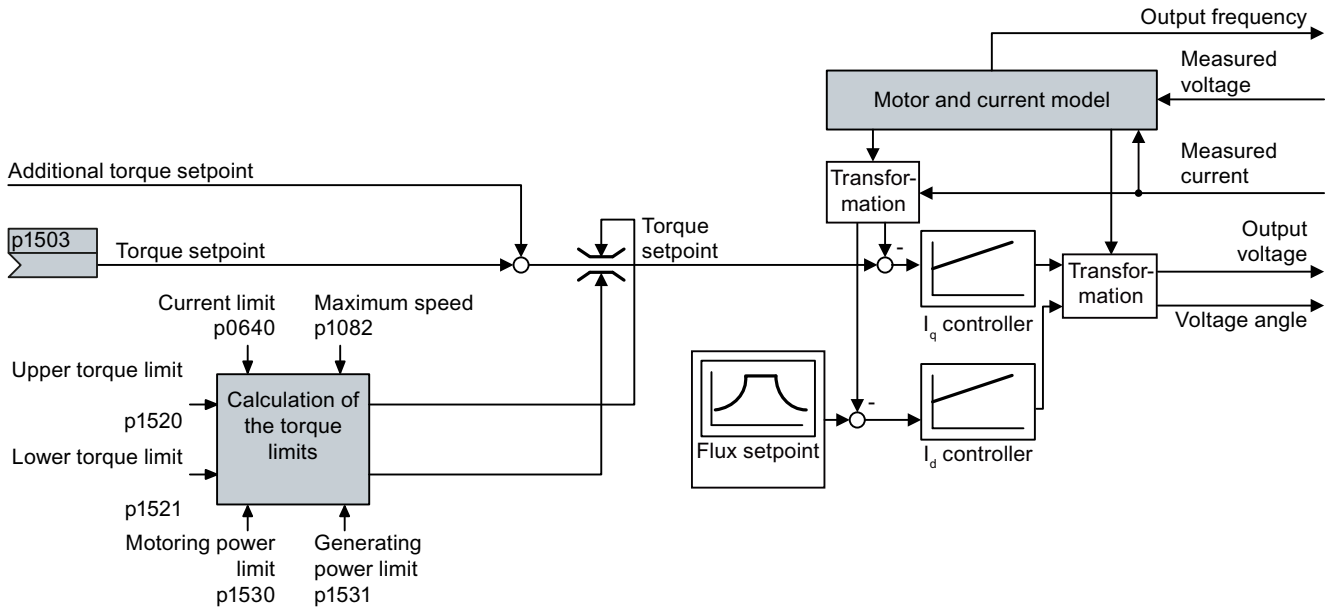 Output frequency
Measured
voltage
Motor and current model
Measured
current
Additional torque setpoint
Transfor-
mation
p1503
Torque setpoint
Torque
setpoint
-
Output
voltage
Transfor-
mation
Voltage angle
Iq controller
Current limit
p0640
Maximum speed
p1082
Upper torque limit
p1520
Calculation of
the torque
limits
Lower torque limit
p1521
-
Flux setpoint
Id controller
Motoring power
limit
p1530
Generating
power limit
p1531